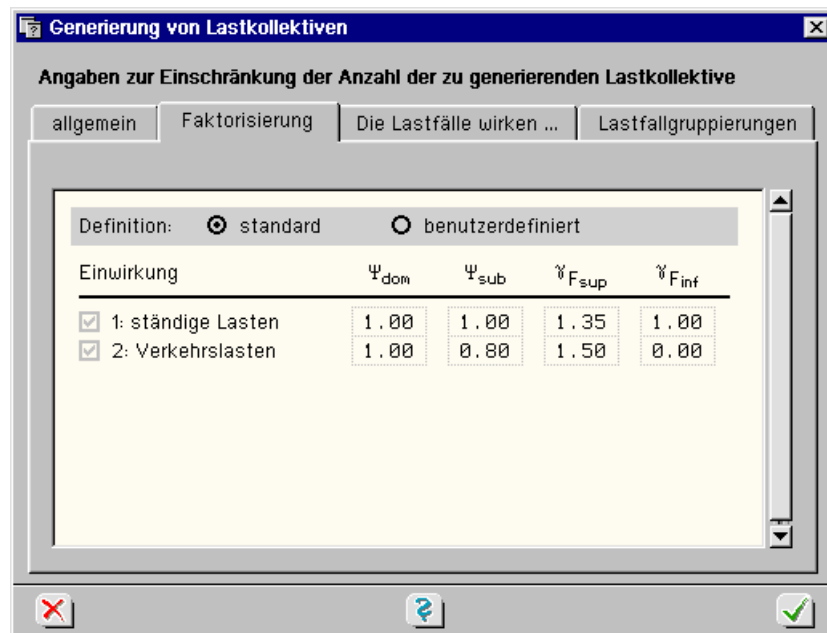 Generierung von Lastkollektiven
Angaben zur Einschränkung der Anzahl der zu generierenden Lastkollektive
allgemein Faktorisierung Die Lastfälle wirken ... Lastfallgruppierungen
Definition: standard benutzerdefiniert
Einwirkung Ψdom Ψsub γFsup γFinf
1: ständige Lasten 1.00 1.00 1.35 1.00
2: Verkehrslasten 1.00 0.80 1.50 0.00